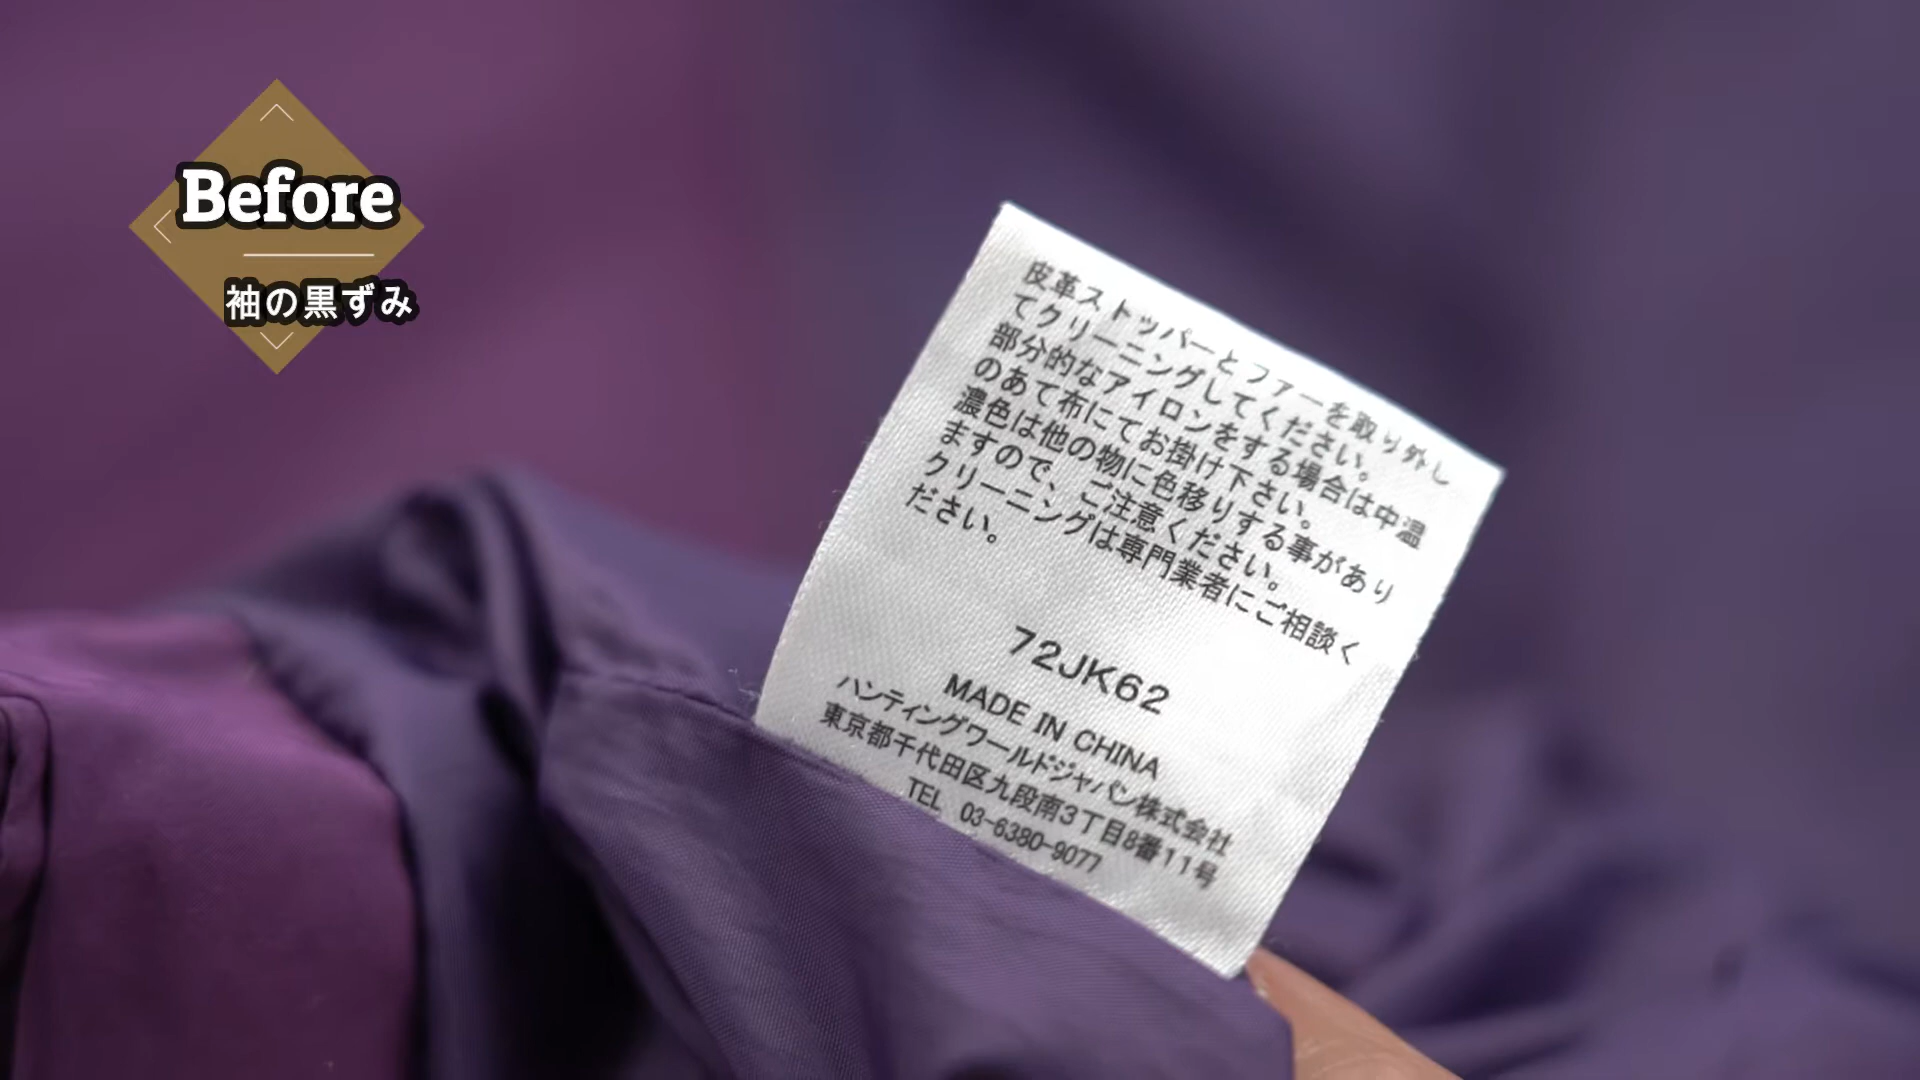 Before
袖の黒ずみ
皮革ストッパーとファーを取り外し
てクリーニングしてください。
部分的なアイロンをする場合は中温
のあて布にてお掛け下さい。
濃色は他の物に色移りする事があり
ますので、ご注意ください。
クリーニングは専門業者にご相談く
ださい。
72JK62
MADE IN CHINA
ハンティングワールドジャパン株式会社
東京都千代田区九段南3丁目8番11号
TEL 03-6380-9077